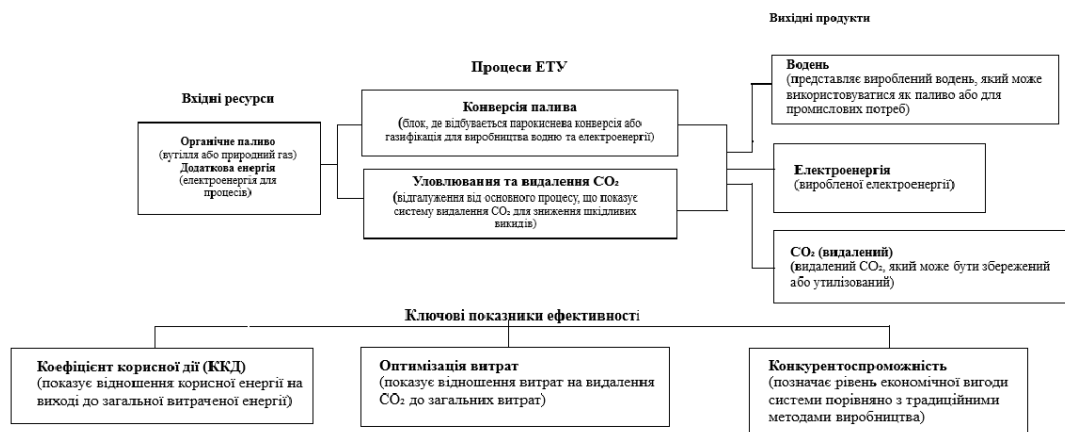 Вихідні продукти
Процеси ЕТУ
Вхідні ресурси
Органічне паливо
(вугілля або природний газ)
Додаткова енергія
(електроенергія для
процесів)
Конверсія палива
(блок, де відбувається парокиснева конверсія або
газифікація для виробництва водню та електроенергії)
Уловлювання та видалення CO₂
(відгалуження від основного процесу, що показує
систему видалення CO₂ для зниження шкідливих
викидів)
Водень
(представляє вироблений водень, який може
використовуватися як паливо або для
промислових потреб)
Електроенергія
(виробленої електроенергії)
CO₂ (видалений)
(видалений CO₂, який може бути збережений
або утилізований)
Ключові показники ефективності
Коефіцієнт корисної дії (ККД)
(показує відношення корисної енергії на
виході до загальної витраченої енергії)
Оптимізація витрат
(показує відношення витрат на видалення
CO₂ до загальних витрат)
Конкурентоспроможність
(позначає рівень економічної вигоди
системи порівняно з традиційними
методами виробництва)